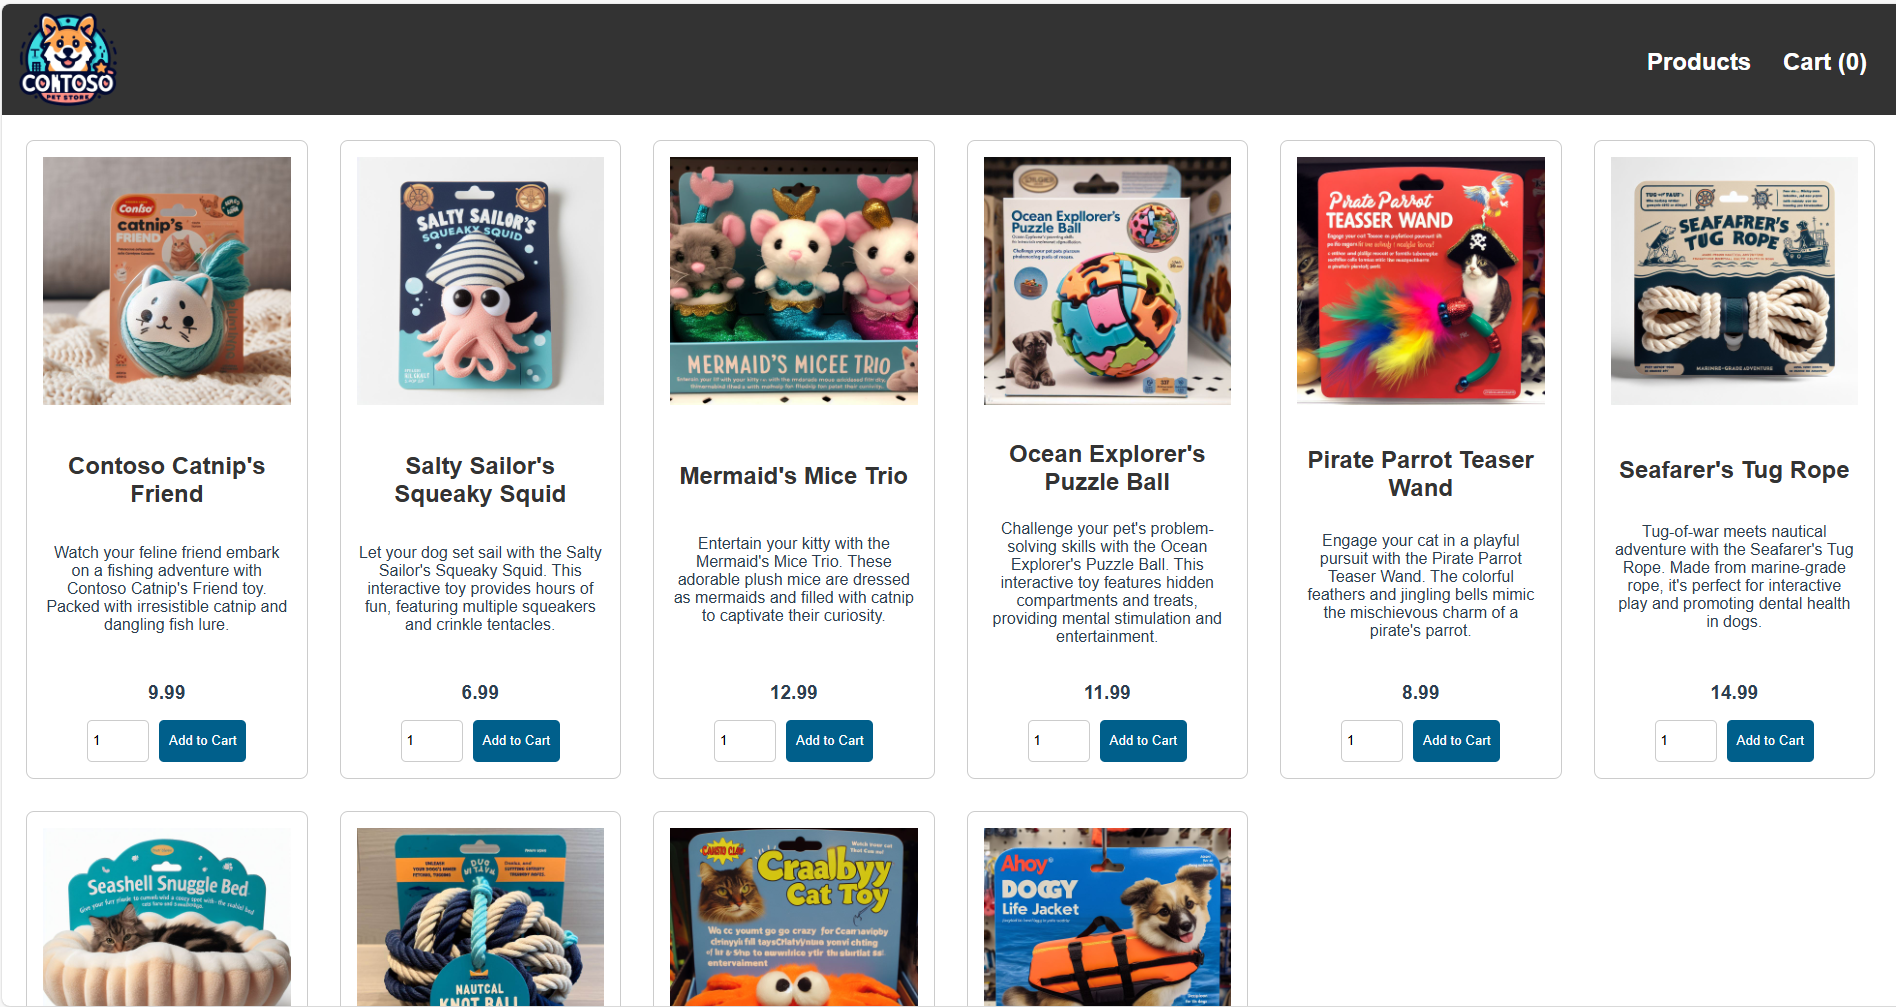 CONTOSO
PET STORE
Products
Cart (0)
Conlso
catnip's
FRIEND
SALTY SAILOR'S
SQUEAKY SQUID
MERMAID'S MICEE TRIO
Ocean Expllorer's
Puzzle Ball
Pirate Parrot
TEASSER WAND
SEAFAFRER'S
TUG ROPE
MARINGE-GRADE ADVENTURE
Contoso Catnip's
Friend
Watch your feline friend embark
on a fishing adventure with
Contoso Catnip's Friend toy.
Packed with irresistible catnip and
dangling fish lure.
9.99
1
Add to Cart
Salty Sailor's
Squeaky Squid
Let your dog set sail with the Salty
Sailor's Squeaky Squid. This
interactive toy provides hours of
fun, featuring multiple squeakers
and crinkle tentacles.
6.99
1
Add to Cart
Mermaid's Mice Trio
Entertain your kitty with the
Mermaid's Mice Trio. These
adorable plush mice are dressed
as mermaids and filled with catnip
to captivate their curiosity.
12.99
1
Add to Cart
Ocean Explorer's
Puzzle Ball
Challenge your pet's problem-
solving skills with the Ocean
Explorer's Puzzle Ball. This
interactive toy features hidden
compartments and treats,
providing mental stimulation and
entertainment.
11.99
1
Add to Cart
Pirate Parrot Teaser
Wand
Engage your cat in a playful
pursuit with the Pirate Parrot
Teaser Wand. The colorful
feathers and jingling bells mimic
the mischievous charm of a
pirate's parrot.
8.99
1
Add to Cart
Seafarer's Tug Rope
Tug-of-war meets nautical
adventure with the Seafarer's Tug
Rope. Made from marine-grade
rope, it's perfect for interactive
play and promoting dental health
in dogs.
14.99
1
Add to Cart
Seashell Snuggle Bed
NAUTCAL
KNOT BALL
Craalbyy
Cat Toy
Ahoy
DOGGY
Life Jacket